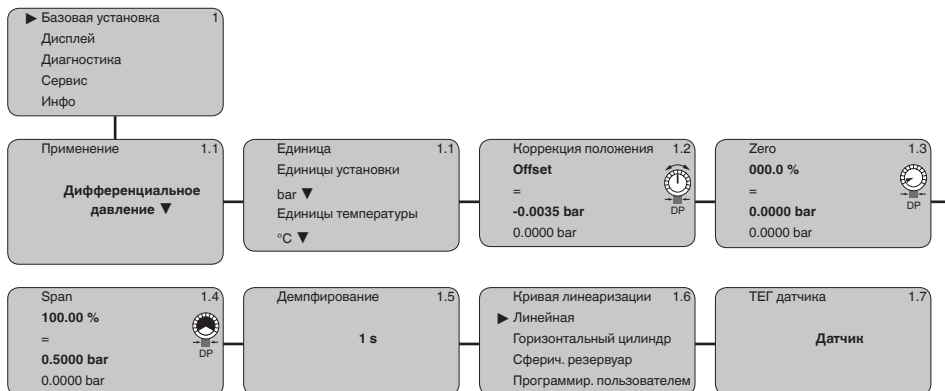 ▶ Базовая установка 1
Дисплей
Диагностика
Сервис
Инфо
Применение 1.1
Дифференциальное
давление ▼
Единица 1.1
Единицы установки
bar ▼
Единицы температуры
°C ▼
Коррекция положения 1.2
Offset
=
-0.0035 bar
0.0000 bar
DP
Zero 1.3
000.0 %
=
0.0000 bar
0.0000 bar
DP
Span 1.4
100.00 %
=
0.5000 bar
0.0000 bar
DP
Демпфирование 1.5
1 s
Кривая линеаризации 1.6
▶ Линейная
Горизонтальный цилиндр
Сферич. резервуар
Программир. пользователем
ТЕГ датчика 1.7
Датчик